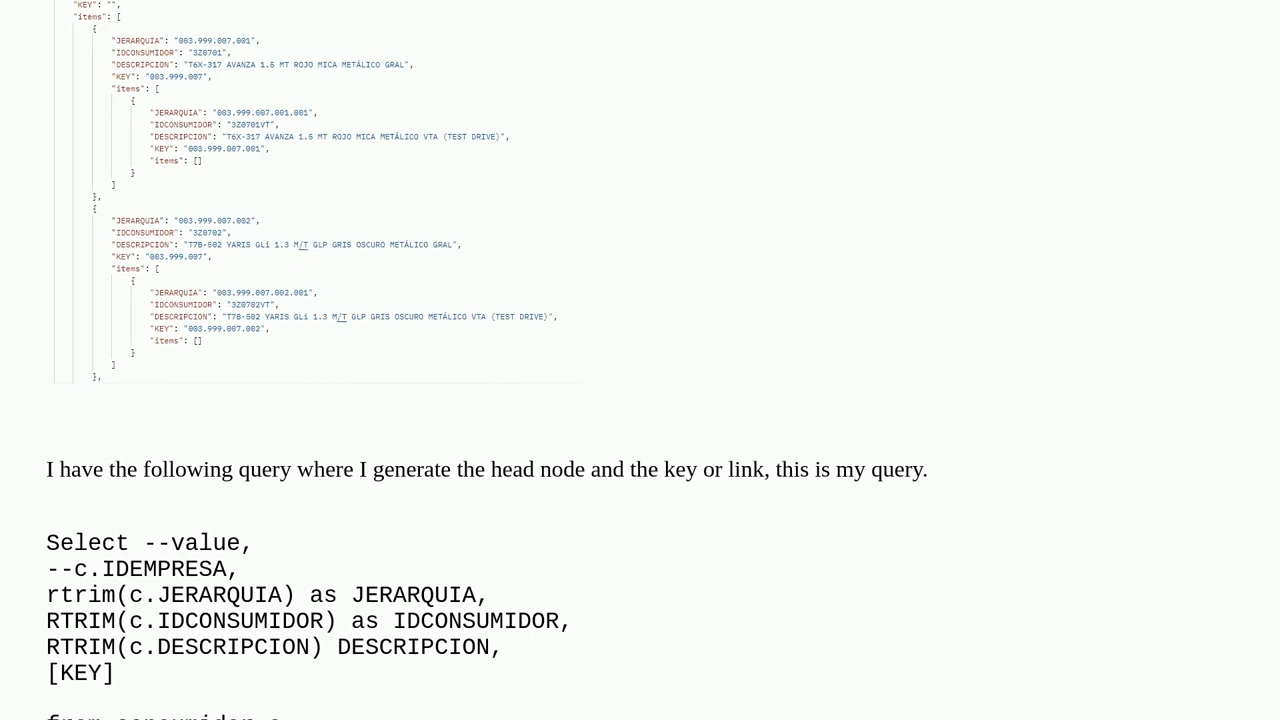 "KEY": "",
"items": [
{
"JERARQUIA": "003.999.007.001",
"IDCONSUMIDOR": "3Z0701",
"DESCRIPCION": "T6X-317 AVANZA 1.5 MT ROJO MICA METÁLICO GRAL",
"KEY": "003.999.007",
"items": [
{
"JERARQUIA": "003.999.007.001.001",
"IDCONSUMIDOR": "3Z0701VT",
"DESCRIPCION": "T6X-317 AVANZA 1.5 MT ROJO MICA METÁLICO VTA (TEST DRIVE)",
"KEY": "003.999.007.001",
"items": []
}
]
},
{
"JERARQUIA": "003.999.007.002",
"IDCONSUMIDOR": "3Z0702",
"DESCRIPCION": "T7B-502 YARIS GLi 1.3 M/T GLP GRIS OSCURO METÁLICO GRAL",
"KEY": "003.999.007",
"items": [
{
"JERARQUIA": "003.999.007.002.001",
"IDCONSUMIDOR": "3Z0702VT",
"DESCRIPCION": "T7B-502 YARIS GLi 1.3 M/T GLP GRIS OSCURO METÁLICO VTA (TEST DRIVE)",
"KEY": "003.999.007.002",
"items": []
}
]
},
I have the following query where I generate the head node and the key or link, this is my query.
Select --value,
--c.IDEMPRESA,
rtrim(c.JERARQUIA) as JERARQUIA,
RTRIM(c.IDCONSUMIDOR) as IDCONSUMIDOR,
RTRIM(c.DESCRIPCION) DESCRIPCION,
[KEY]